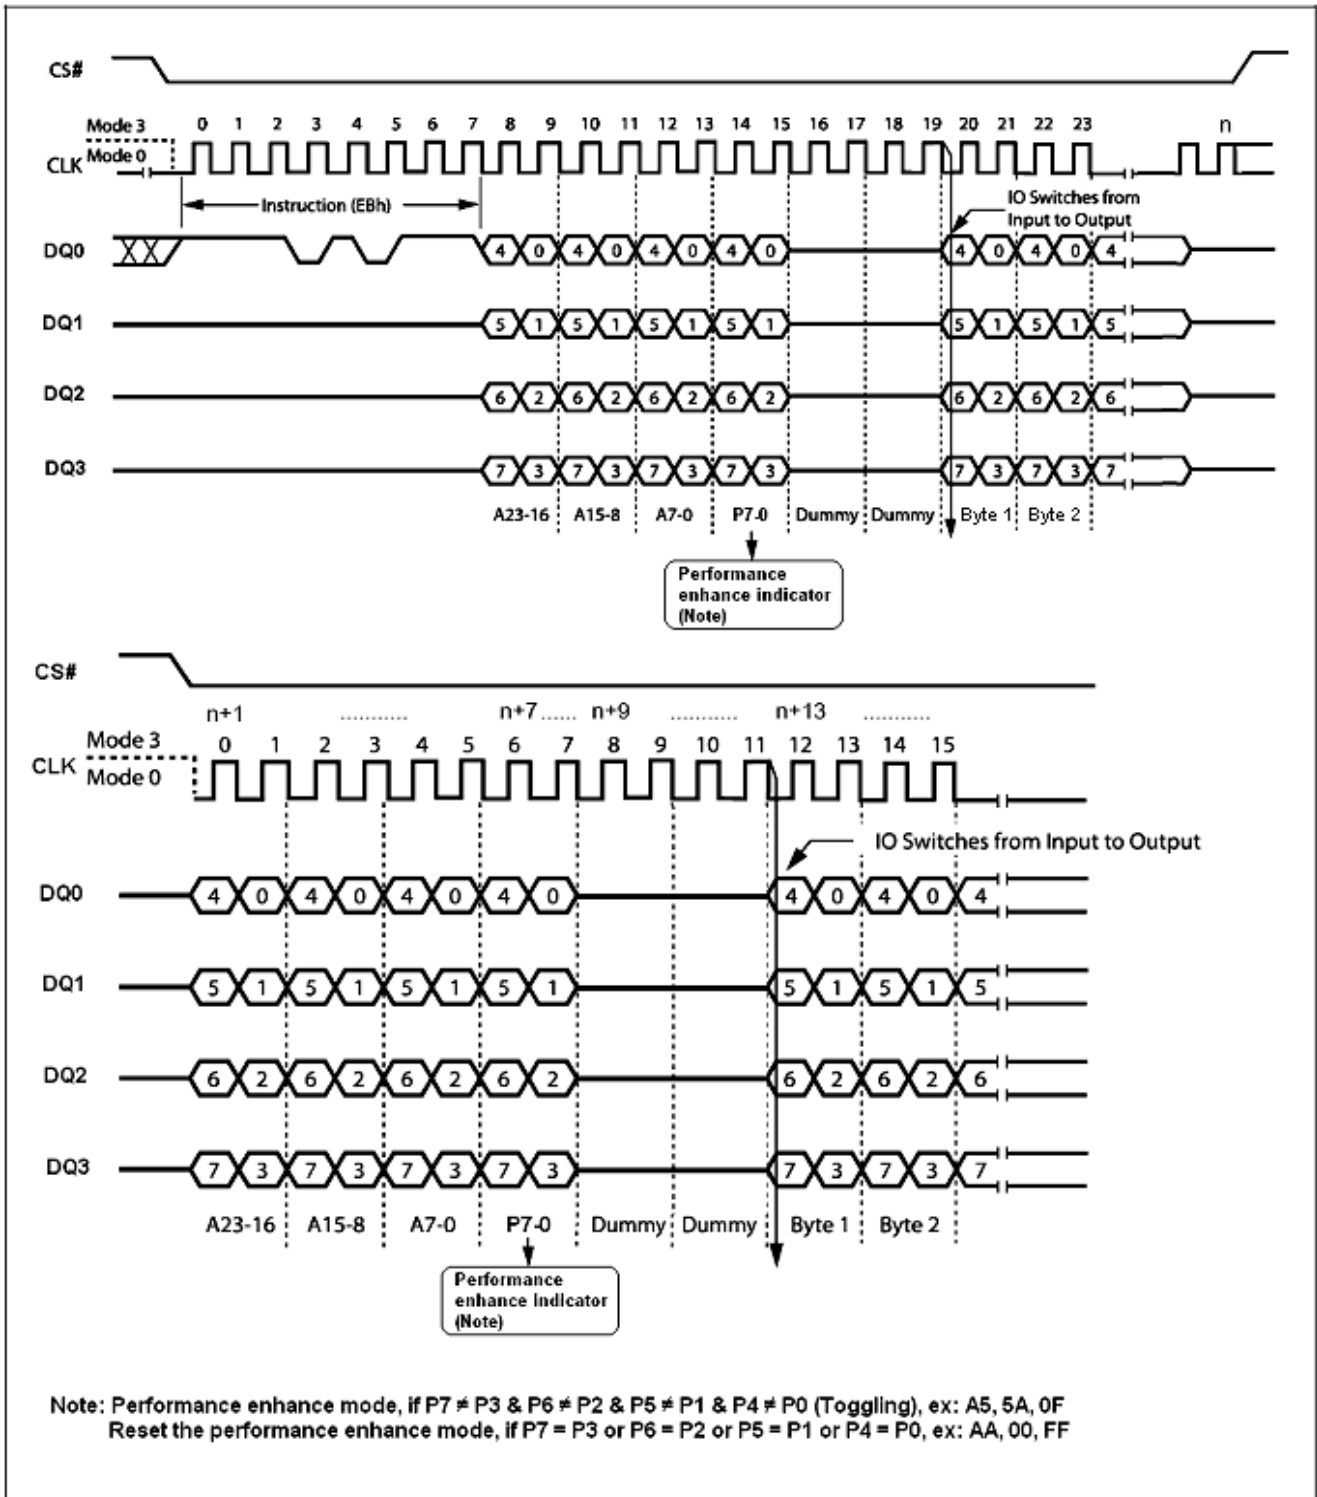 CS#
Mode 3
0 1 2 3 4 5 6 7 8 9 10 11 12 13 14 15 16 17 18 19 20 21 22 23 n
CLK Mode 0
Instruction (EBh)
IO Switches from
Input to Output
DQ0 4 0 4 0 4 0 4 0 4 0 4 0 4
DQ1 5 1 5 1 5 1 5 1 5 1 5 1 5
DQ2 6 2 6 2 6 2 6 2 6 2 6 2 6
DQ3 7 3 7 3 7 3 7 3 7 3 7 3 7
A23-16 A15-8 A7-0 P7-0 Dummy Dummy Byte 1 Byte 2
Performance
enhance indicator
(Note)
CS#
n+1 ........... n+7 ...... n+9 ........... n+13 ...........
Mode 3
0 1 2 3 4 5 6 7 8 9 10 11 12 13 14 15
CLK
Mode 0
IO Switches from Input to Output
DQ0 4 0 4 0 4 0 4 0 4 0 4 0 4
DQ1 5 1 5 1 5 1 5 1 5 1 5 1 5
DQ2 6 2 6 2 6 2 6 2 6 2 6 2 6
DQ3 7 3 7 3 7 3 7 3 7 3 7 3 7
A23-16 A15-8 A7-0 P7-0 Dummy Dummy Byte 1 Byte 2
Performance
enhance indicator
(Note)
Note: Performance enhance mode, if P7 ≠ P3 & P6 ≠ P2 & P5 ≠ P1 & P4 ≠ P0 (Toggling), ex: A5, 5A, 0F
Reset the performance enhance mode, if P7 = P3 or P6 = P2 or P5 = P1 or P4 = P0, ex: AA, 00, FF